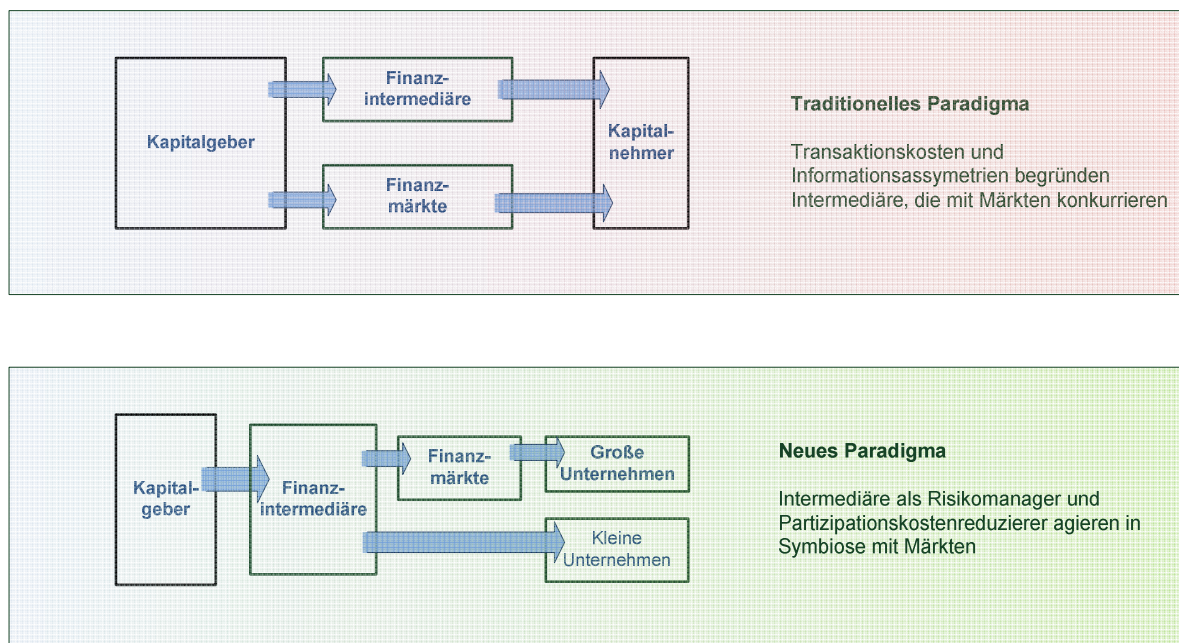 Finanz-
intermediäre
Kapitalgeber
Kapital-
nehmer
Finanz-
märkte
Traditionelles Paradigma
Transaktionskosten und
Informationsassymetrien begründen
Intermediäre, die mit Märkten konkurrieren
Kapital-
geber
Finanz-
intermediäre
Finanz-
märkte
Große
Unternehmen
Kleine
Unternehmen
Neues Paradigma
Intermediäre als Risikomanager und
Partizipationskostenreduzierer agieren in
Symbiose mit Märkten